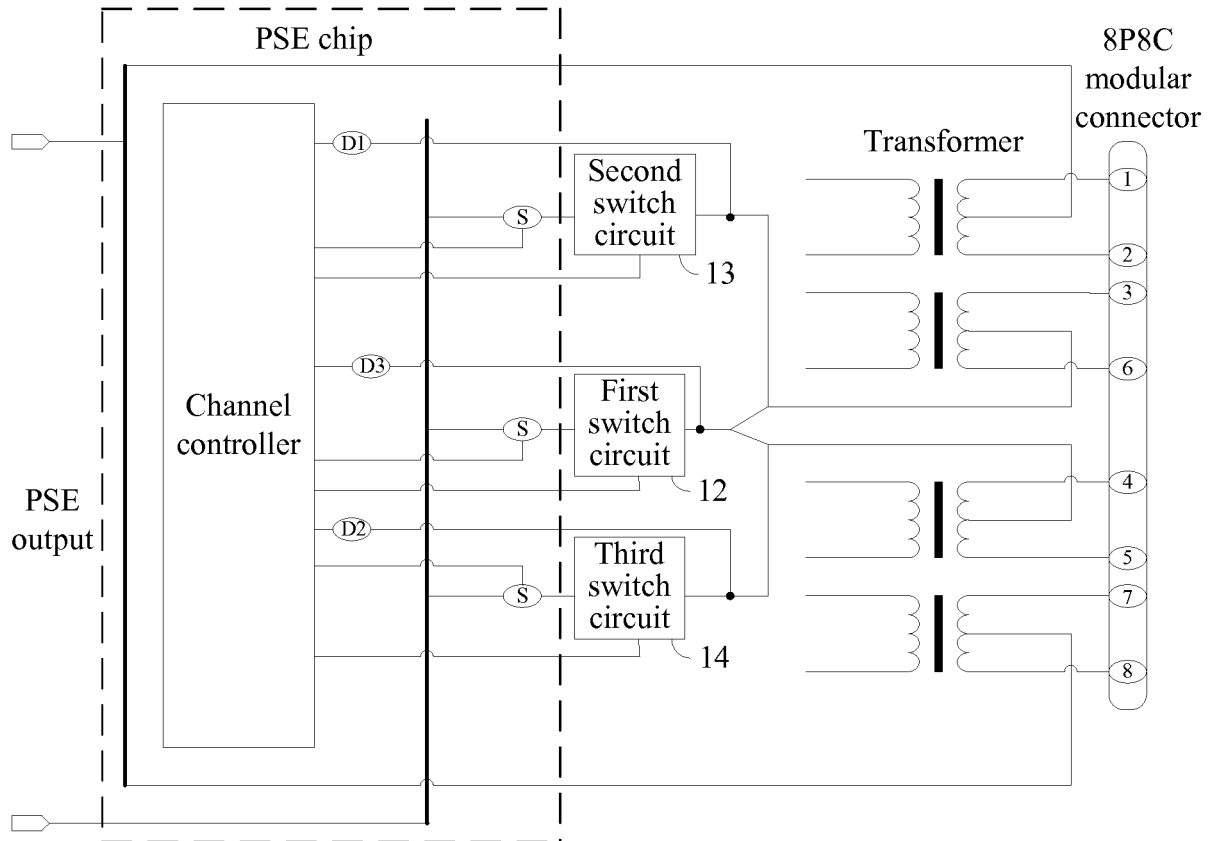 PSE chip
8P8C
modular
connector
Transformer
D1
Second
switch
circuit
S
13
1
2
3
D3
6
Channel
controller
First
switch
circuit
S
12
4
PSE
output
D2
5
Third
switch
circuit
S
14
7
8